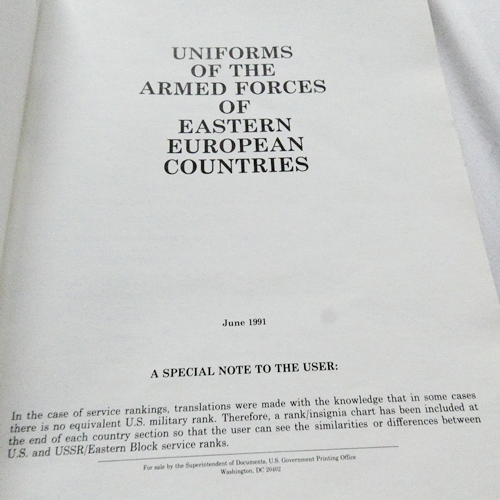 UNIFORMS
OF THE
ARMED FORCES
OF
EASTERN
EUROPEAN
COUNTRIES
June 1991
A SPECIAL NOTE TO THE USER:
In the case of service rankings, translations were made with the knowledge that in some cases
there is no equivalent U.S. military rank. Therefore, a rank/insignia chart has been included at
the end of each country section so that the user can see the similarities or differences between
U.S. and USSR/Eastern Block service ranks.
For sale by the Superintendent of Documents, U.S. Government Printing Office
Washington, DC 20402